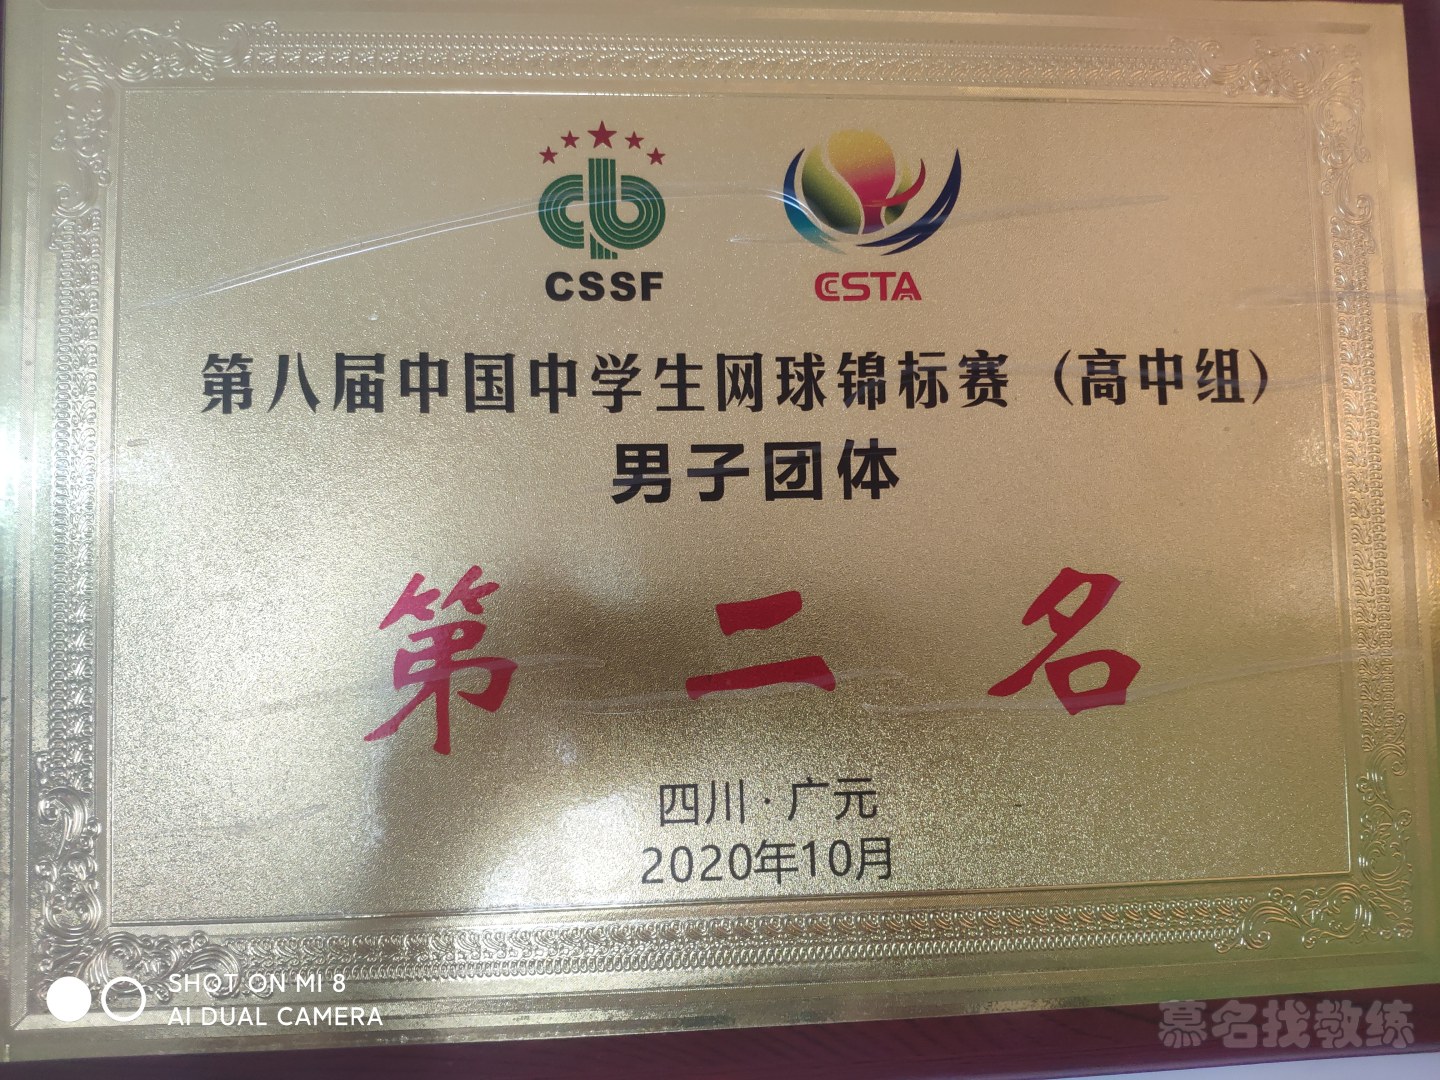 CSSF
CSTA
第八届中国中学生网球锦标赛（高中组）
男子团体
第二名
四川·广元
2020年10月
SHOT ON MI 8
AI DUAL CAMERA
慕名找教练